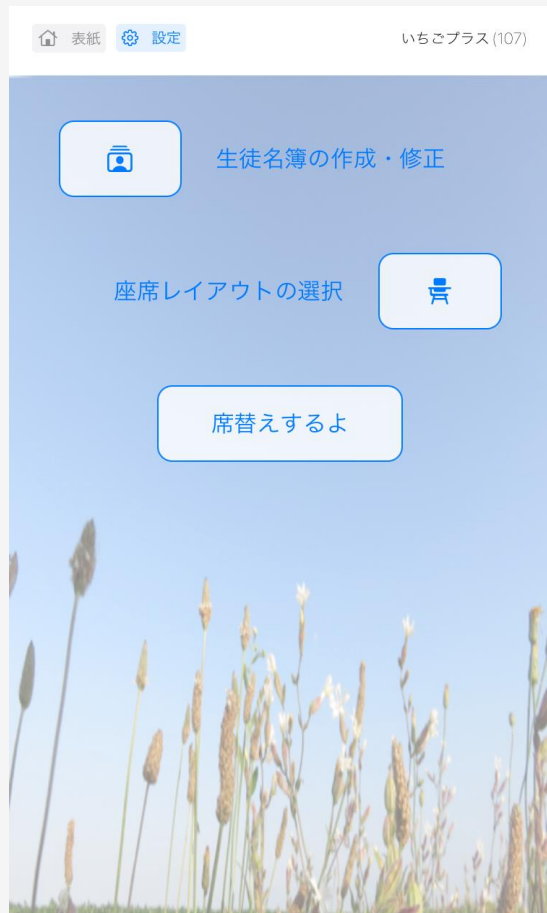 表紙 設定 いちごプラス(107)
生徒名簿の作成・修正
座席レイアウトの選択
席替えするよ